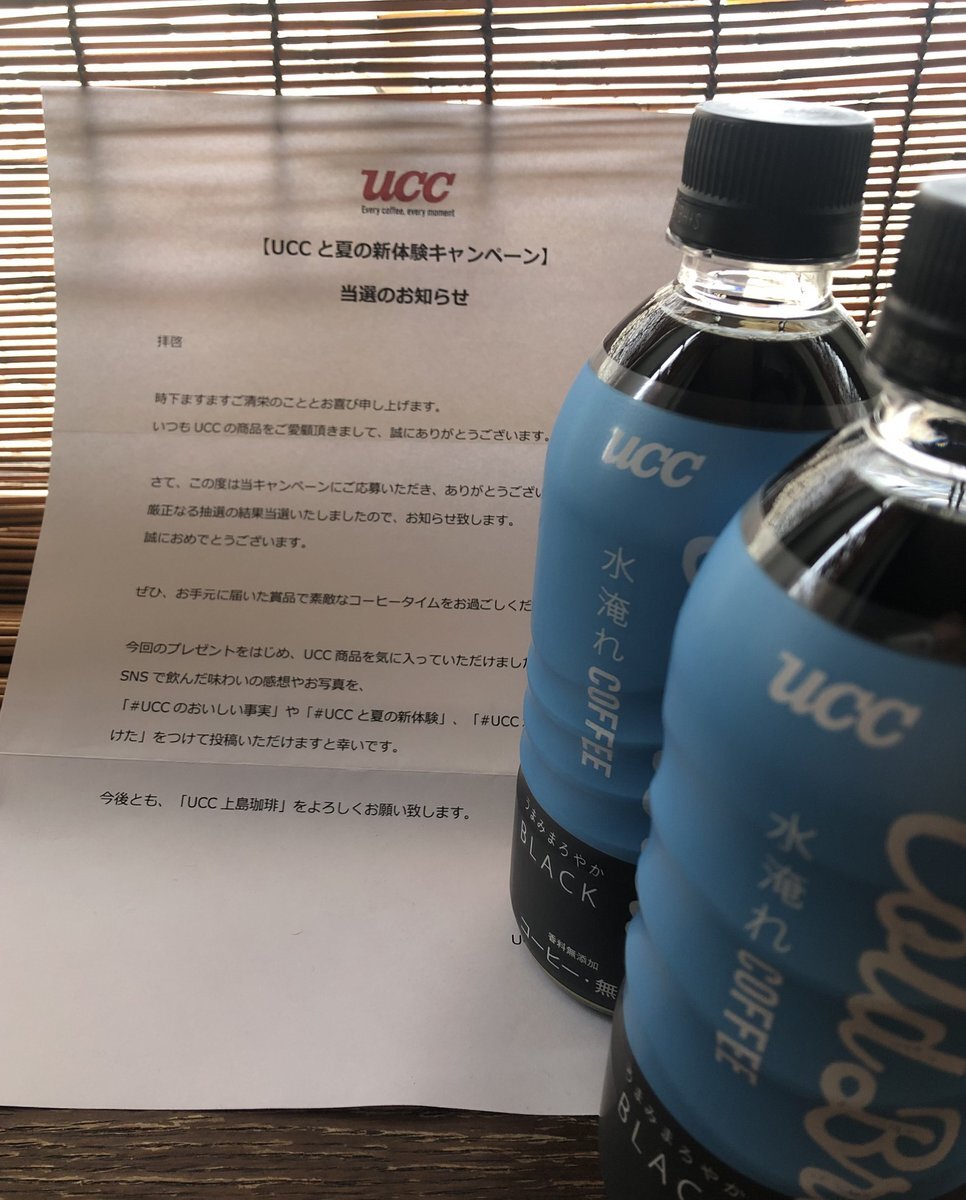 ucc
Every coffee, every moment
【UCC と夏の新体験キャンペーン】
当選のお知らせ
拝啓
時下ますますご清栄のこととお喜び申し上げます。
いつも UCC の商品をご愛顧頂きまして、誠にありがとうございます。
さて、この度は当キャンペーンにご応募いただき、ありがとうござい
厳正なる抽選の結果当選いたしましたので、お知らせ致します。
誠におめでとうございます。
ぜひ、お手元に届いた賞品で素敵なコーヒータイムをお過ごしくだ
今回のプレゼントをはじめ、UCC 商品を気に入っていただけました
SNS で飲んだ味わいの感想やお写真を、
「#UCC のおいしい事実」や「#UCC と夏の新体験」、「#UCC
けた」をつけて投稿いただけますと幸いです。
今後とも、「UCC 上島珈琲」をよろしくお願い致します。
ucc
水淹れ COFFEE
うまみまろやか
BLACK
香料無添加
コーヒー・無
ucc
水淹れ COFFEE
Cold Br
うまみまろやか
BLAC